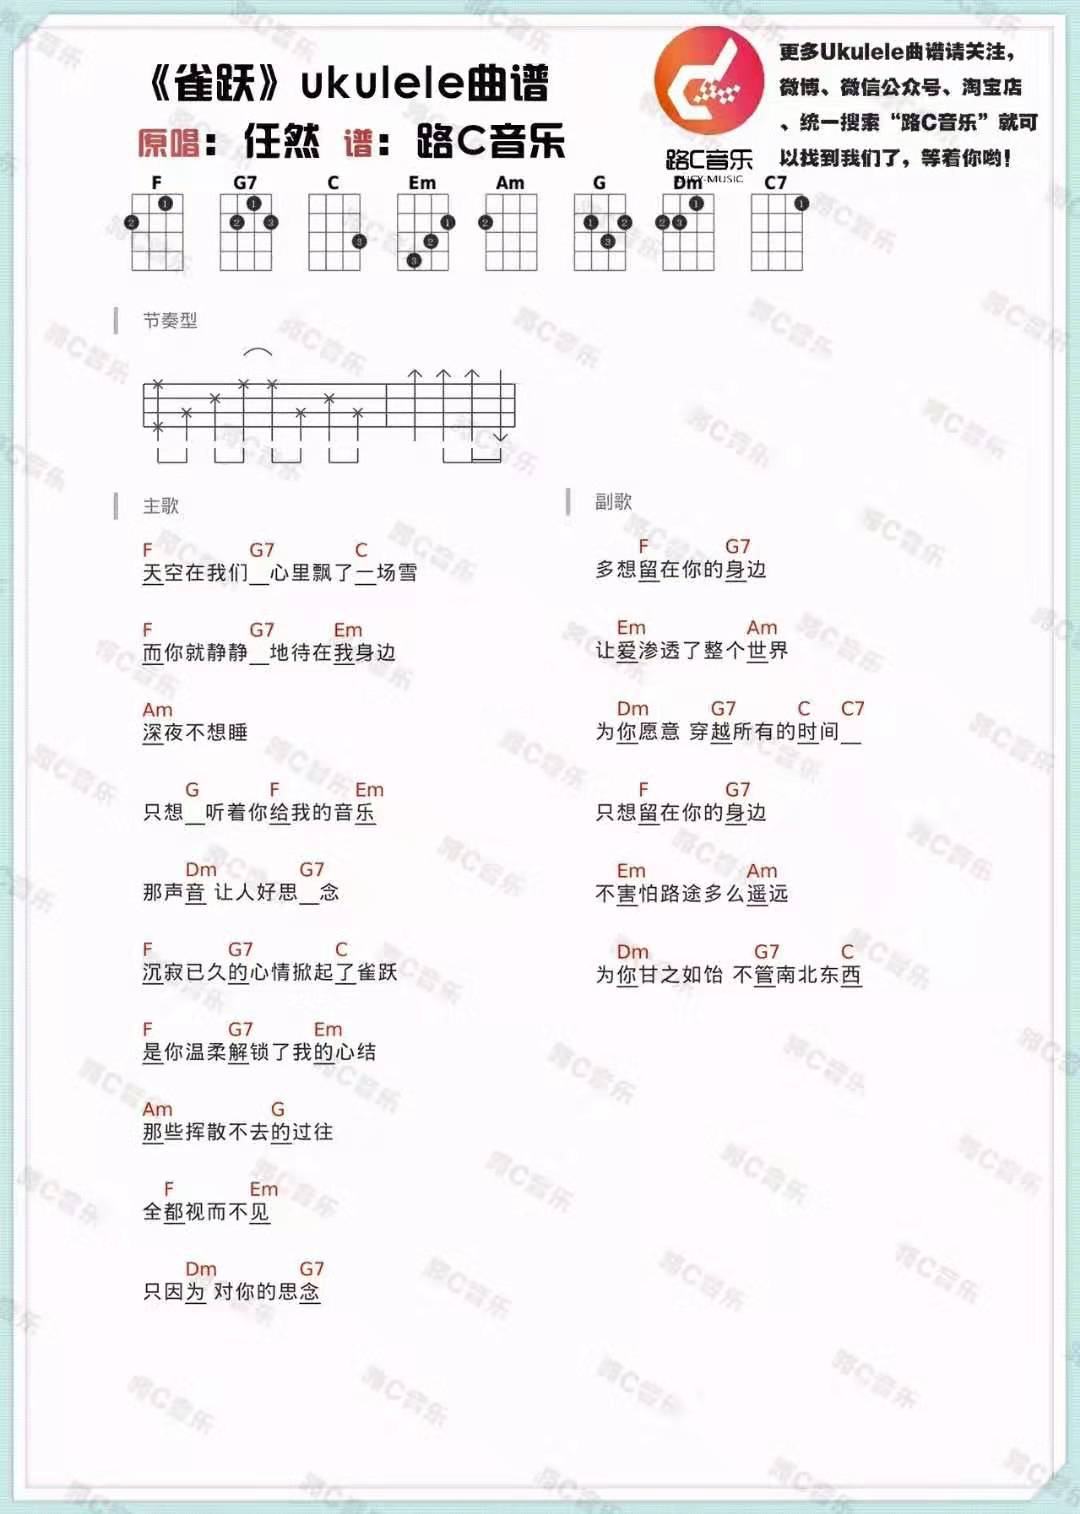 《雀跃》ukulele曲谱
原唱：任然 谱：路C音乐
路C音乐
更多Ukulele曲谱请关注，
微博、微信公众号、淘宝店
、统一搜索“路C音乐”就可
以找到我们了，等着你哟！
F G7 C Em Am G Dm C7
节奏型
主歌
F G7 C
天空在我们__心里飘了一场雪
F G7 Em
而你就静静__地待在我身边
Am
深夜不想睡
G F Em
只想__听着你给我的音乐
Dm G7
那声音 让人好思__念
F G7 C
沉寂已久的心情掀起了雀跃
F G7 Em
是你温柔解锁了我的心结
Am G
那些挥散不去的过往
F Em
全都视而不见
Dm G7
只因为 对你的思念
副歌
F G7
多想留在你的身边
Em Am
让爱渗透了整个世界
Dm G7 C C7
为你愿意 穿越所有的时间__
F G7
只想留在你的身边
Em Am
不害怕路途多么遥远
Dm G7 C
为你甘之如饴 不管南北东西